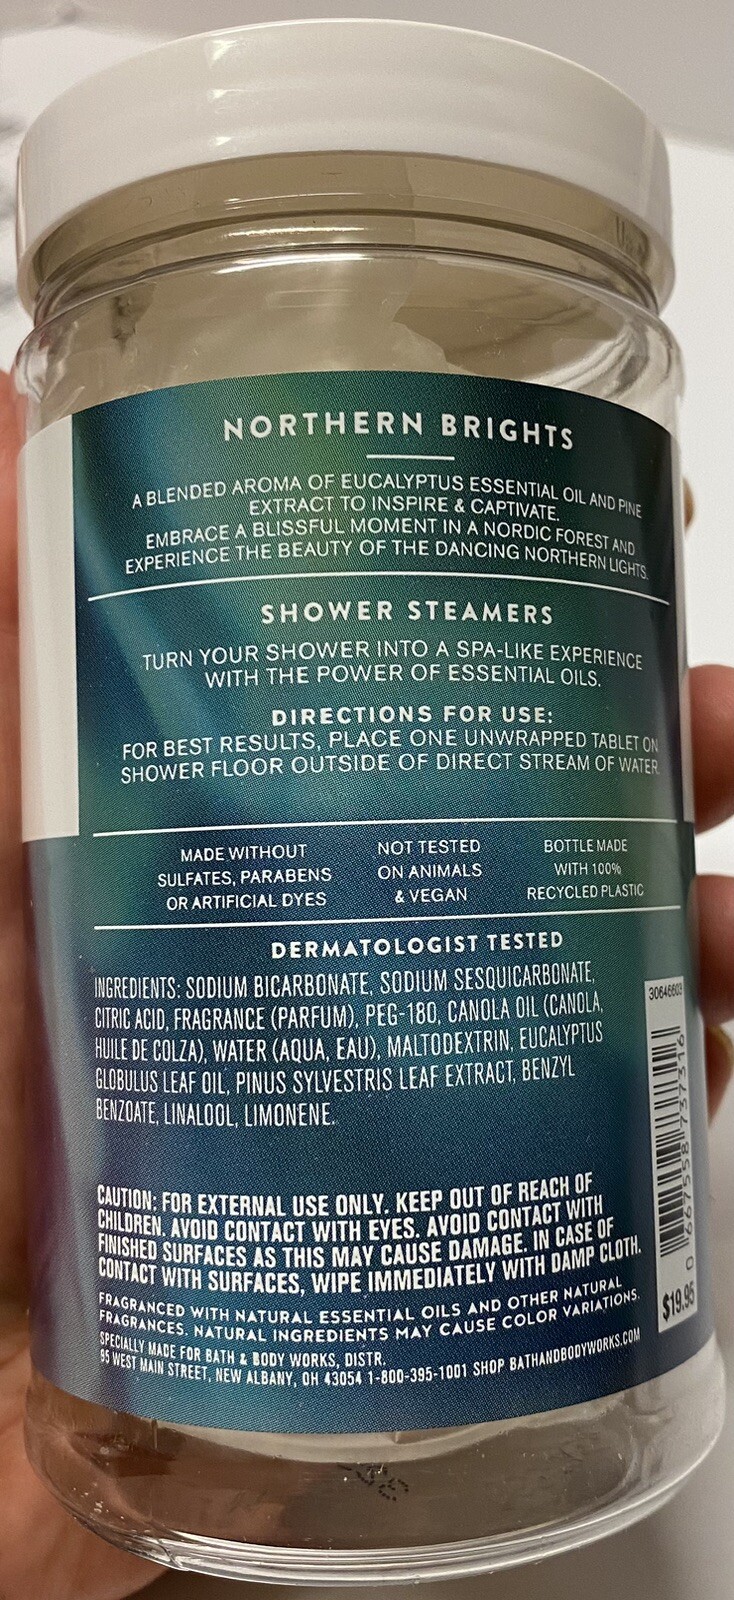 NORTHERN BRIGHTS
A BLENDED AROMA OF EUCALYPTUS ESSENTIAL OIL AND PINE
EXTRACT TO INSPIRE & CAPTIVATE.
EMBRACE A BLISSFUL MOMENT IN A NORDIC FOREST AND
EXPERIENCE THE BEAUTY OF THE DANCING NORTHERN LIGHTS.
SHOWER STEAMERS
TURN YOUR SHOWER INTO A SPA-LIKE EXPERIENCE
WITH THE POWER OF ESSENTIAL OILS.
DIRECTIONS FOR USE:
FOR BEST RESULTS, PLACE ONE UNWRAPPED TABLET ON
SHOWER FLOOR OUTSIDE OF DIRECT STREAM OF WATER.
MADE WITHOUT
SULFATES, PARABENS
OR ARTIFICIAL DYES
NOT TESTED
ON ANIMALS
& VEGAN
BOTTLE MADE
WITH 100%
RECYCLED PLASTIC
DERMATOLOGIST TESTED
INGREDIENTS: SODIUM BICARBONATE, SODIUM SESQUICARBONATE,
CITRIC ACID, FRAGRANCE (PARFUM), PEG-180, CANOLA OIL (CANOLA,
HUILE DE COLZA), WATER (AQUA, EAU), MALTODEXTRIN, EUCALYPTUS
GLOBULUS LEAF OIL, PINUS SYLVESTRIS LEAF EXTRACT, BENZYL
BENZOATE, LINALOOL, LIMONENE.
CAUTION: FOR EXTERNAL USE ONLY. KEEP OUT OF REACH OF
CHILDREN. AVOID CONTACT WITH EYES. AVOID CONTACT WITH
FINISHED SURFACES AS THIS MAY CAUSE DAMAGE. IN CASE OF
CONTACT WITH SURFACES, WIPE IMMEDIATELY WITH DAMP CLOTH.
FRAGRANCED WITH NATURAL ESSENTIAL OILS AND OTHER NATURAL
FRAGRANCES. NATURAL INGREDIENTS MAY CAUSE COLOR VARIATIONS.
SPECIALLY MADE FOR BATH & BODY WORKS, DISTR.
95 WEST MAIN STREET, NEW ALBANY, OH 43054 1-800-395-1001 SHOP BATHANDBODYWORKS.COM
30646603
0 667558 737316
$19.95